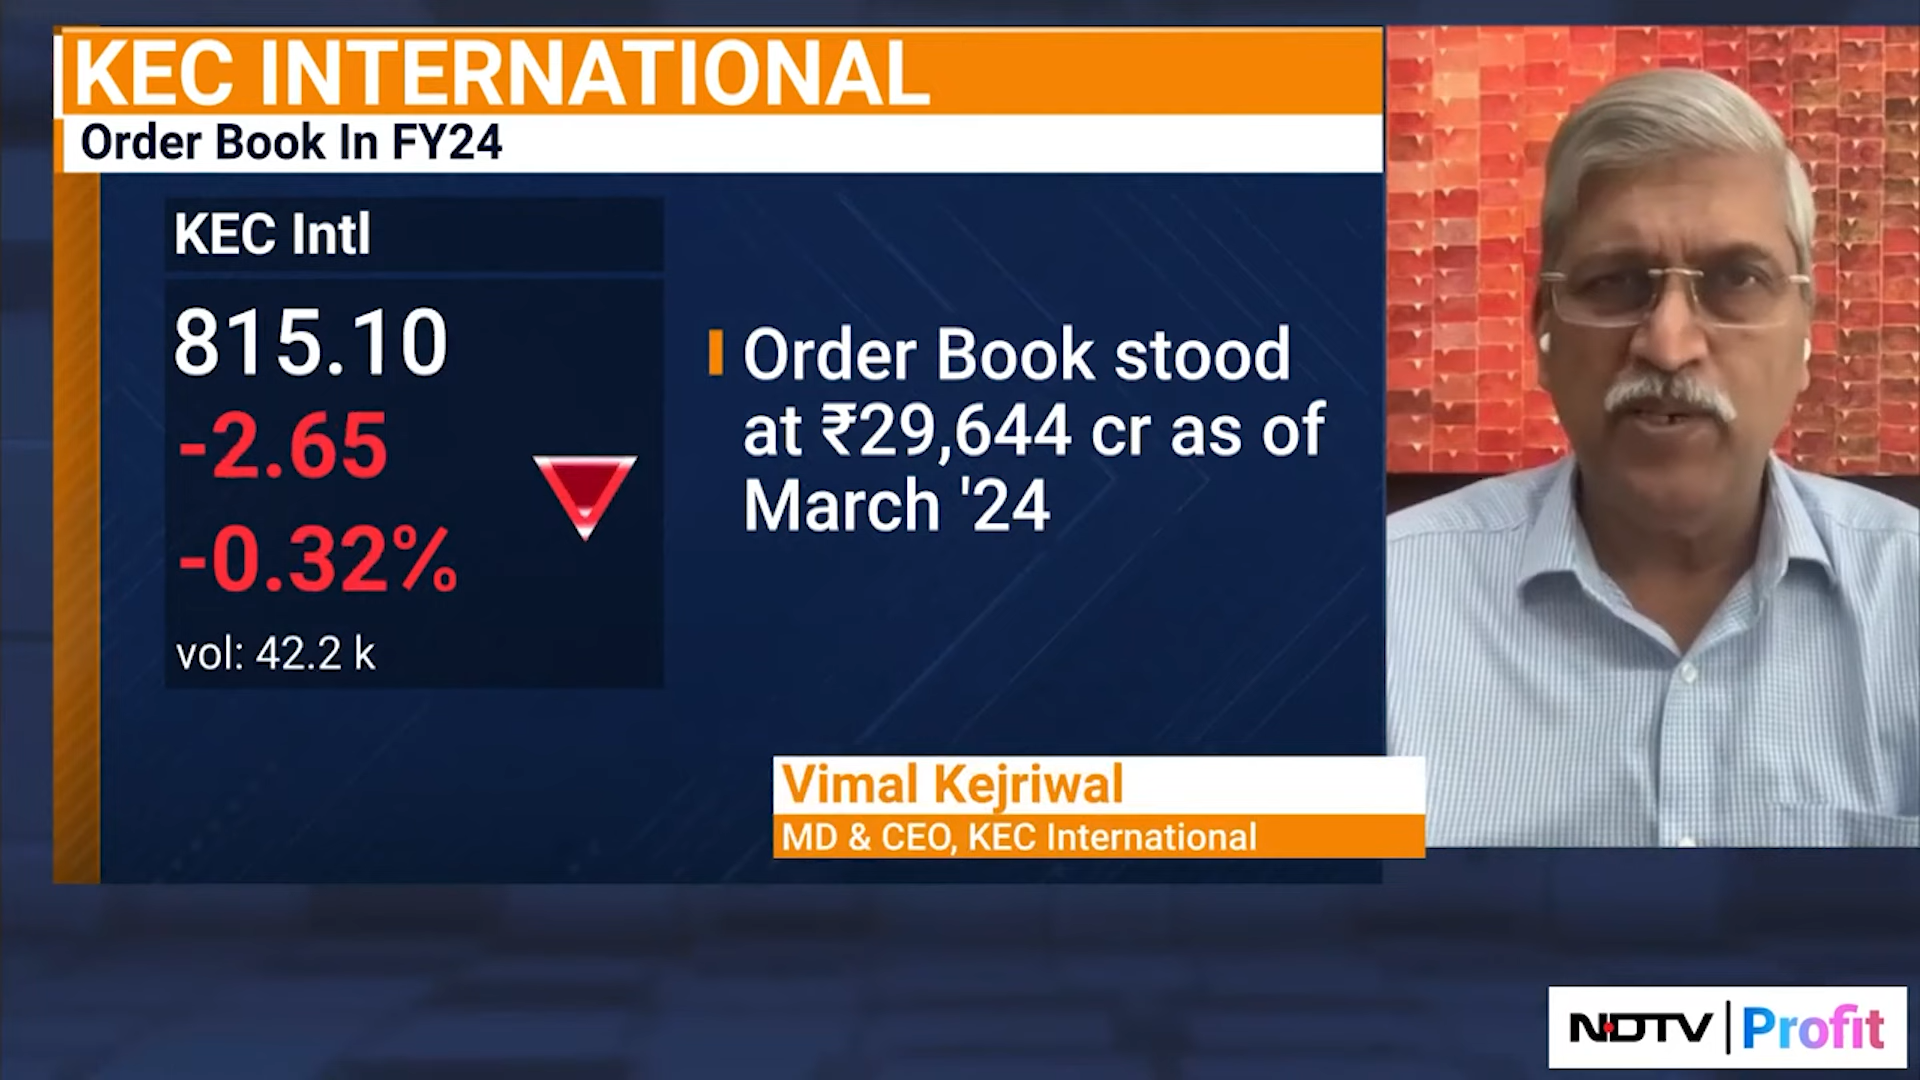 KEC INTERNATIONAL
Order Book In FY24
KEC Intl
815.10
-2.65
-0.32%
vol: 42.2 k
Order Book stood
at ₹29,644 cr as of
March '24
Vimal Kejriwal
MD & CEO, KEC International
NDTV | Profit